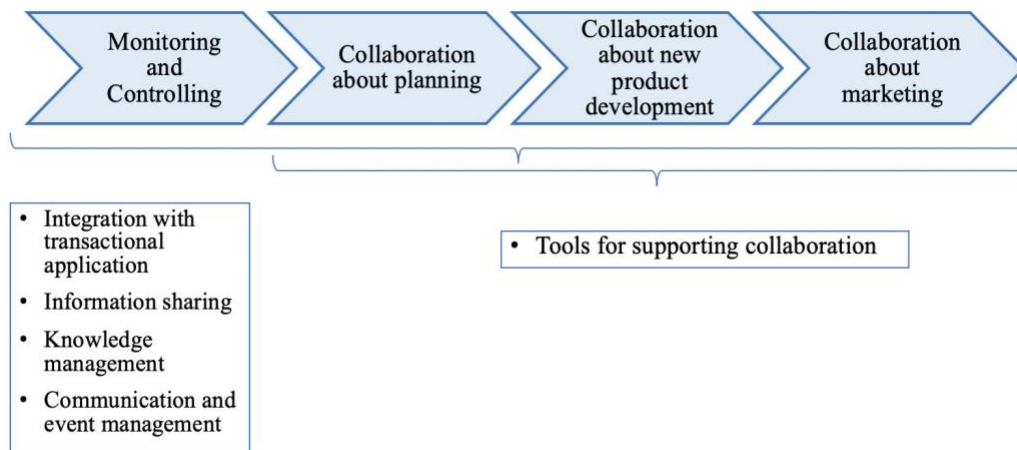 Monitoring
and
Controlling
Collaboration
about planning
Collaboration
about new
product
development
Collaboration
about
marketing
• Integration with
transactional
application
• Information sharing
• Knowledge
management
• Communication and
event management
• Tools for supporting collaboration